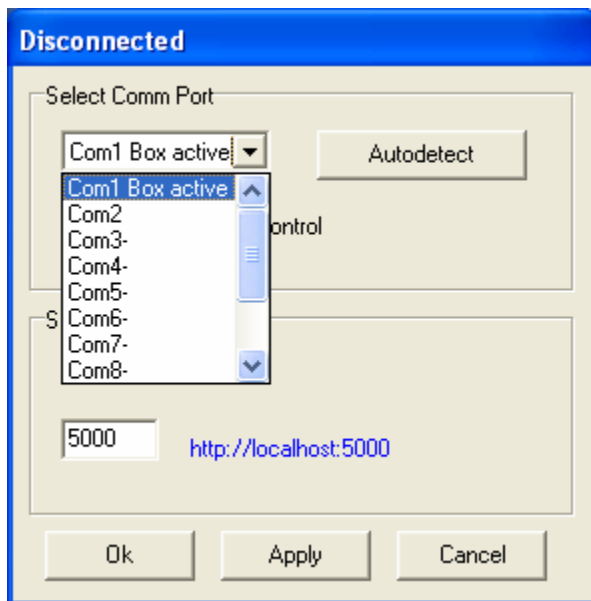 Disconnected
Select Comm Port
Com1 Box active
Autodetect
Com1 Box active
Com2
Com3-
Com4-
Com5-
Com6-
Com7-
Com8-
5000
http://localhost:5000
Ok
Apply
Cancel